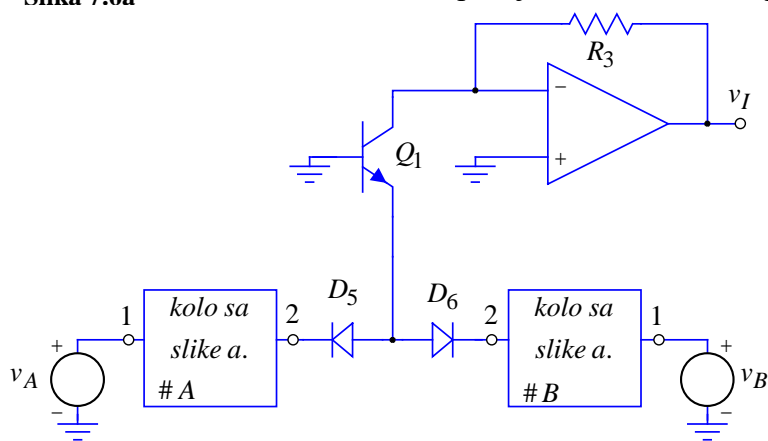 Slika 7.6a
R3
vI
−
+
Q1
D5
D6
1
kolo sa
slike a.
# A
2
2
kolo sa
slike a.
# B
1
+
vA
−
+
vB
−